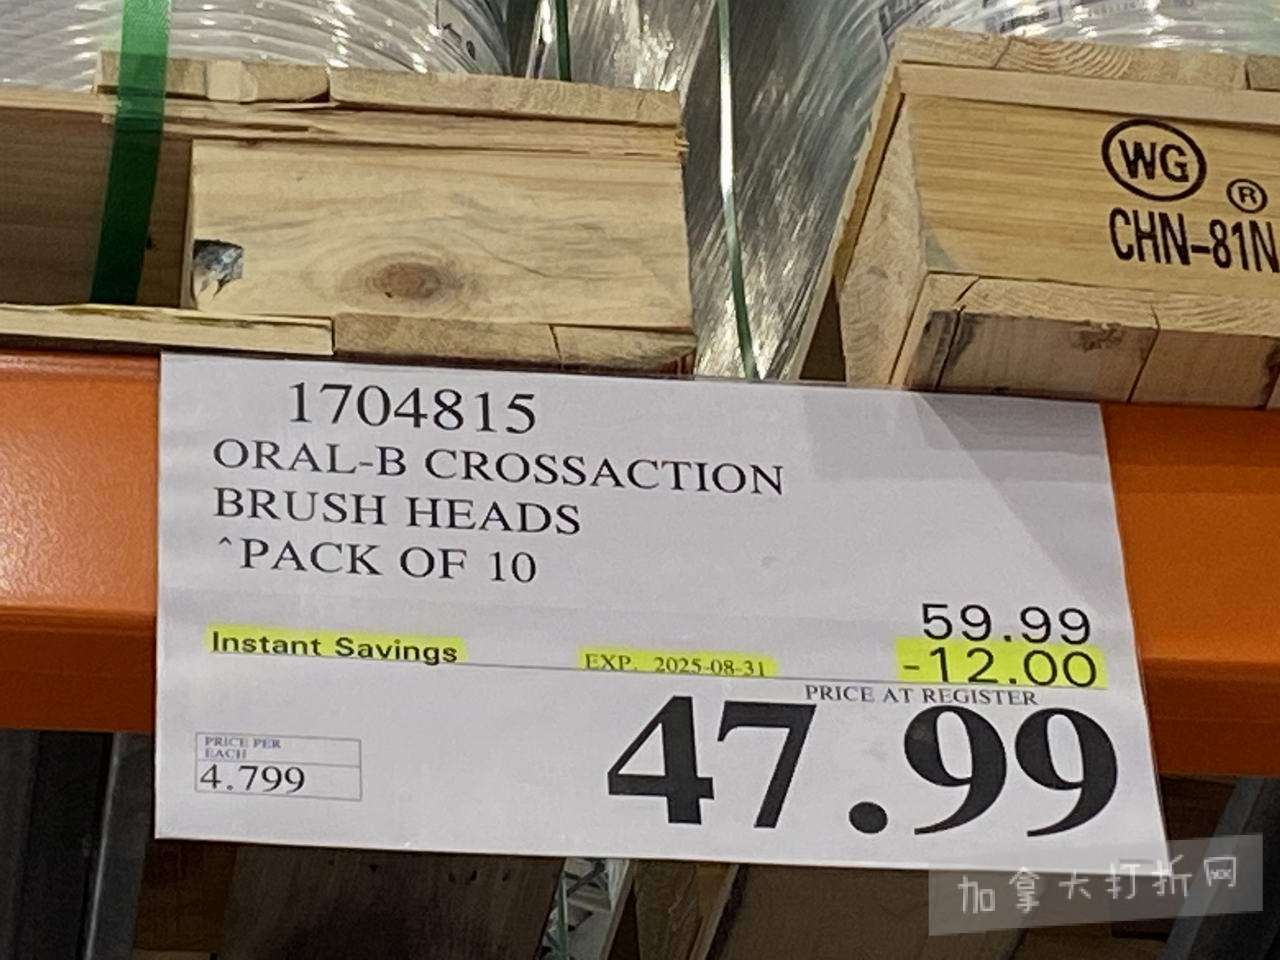 WG
®
CHN-81N
1704815
ORAL-B CROSSACTION
BRUSH HEADS
^PACK OF 10
59.99
Instant Savings EXP. 2025-08-31 -12.00
PRICE AT REGISTER
47.99
PRICE PER
EACH
4.799
加拿大打折网